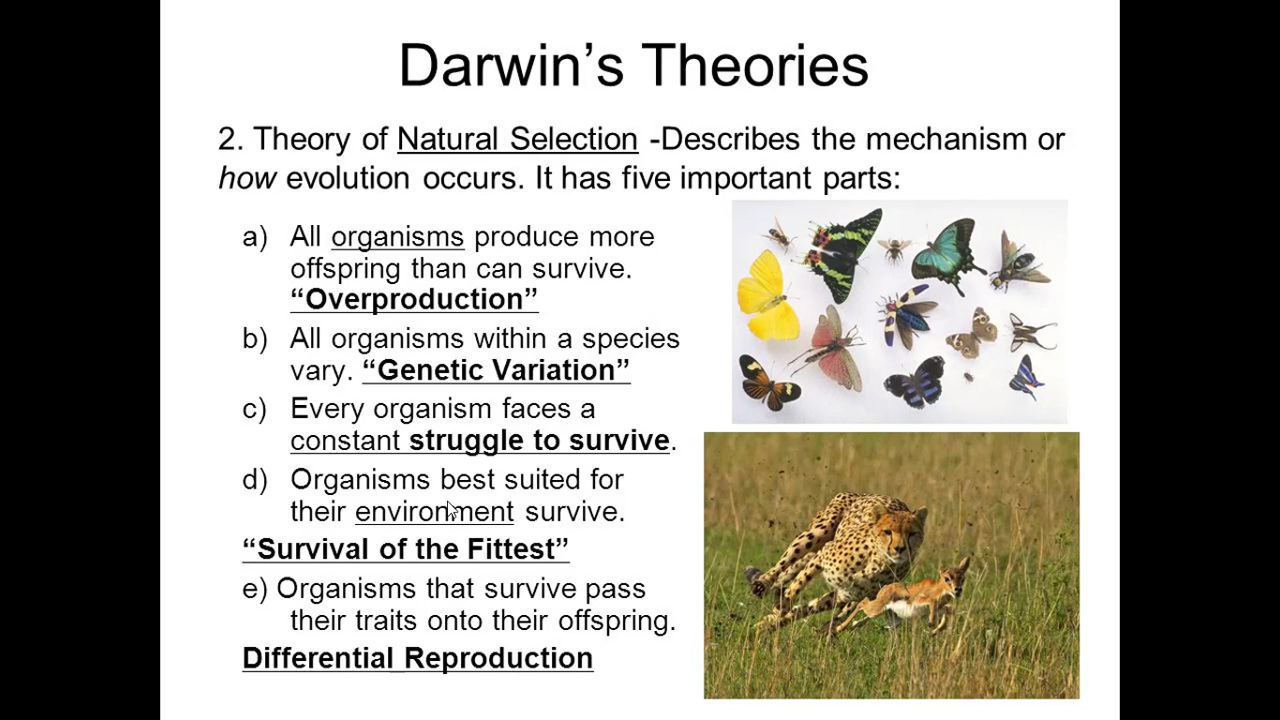 Darwin's Theories
2. Theory of Natural Selection -Describes the mechanism or
how evolution occurs. It has five important parts:
a) All organisms produce more
offspring than can survive.
“Overproduction”
b) All organisms within a species
vary. “Genetic Variation”
c) Every organism faces a
constant struggle to survive.
d) Organisms best suited for
their environment survive.
“Survival of the Fittest”
e) Organisms that survive pass
their traits onto their offspring.
Differential Reproduction